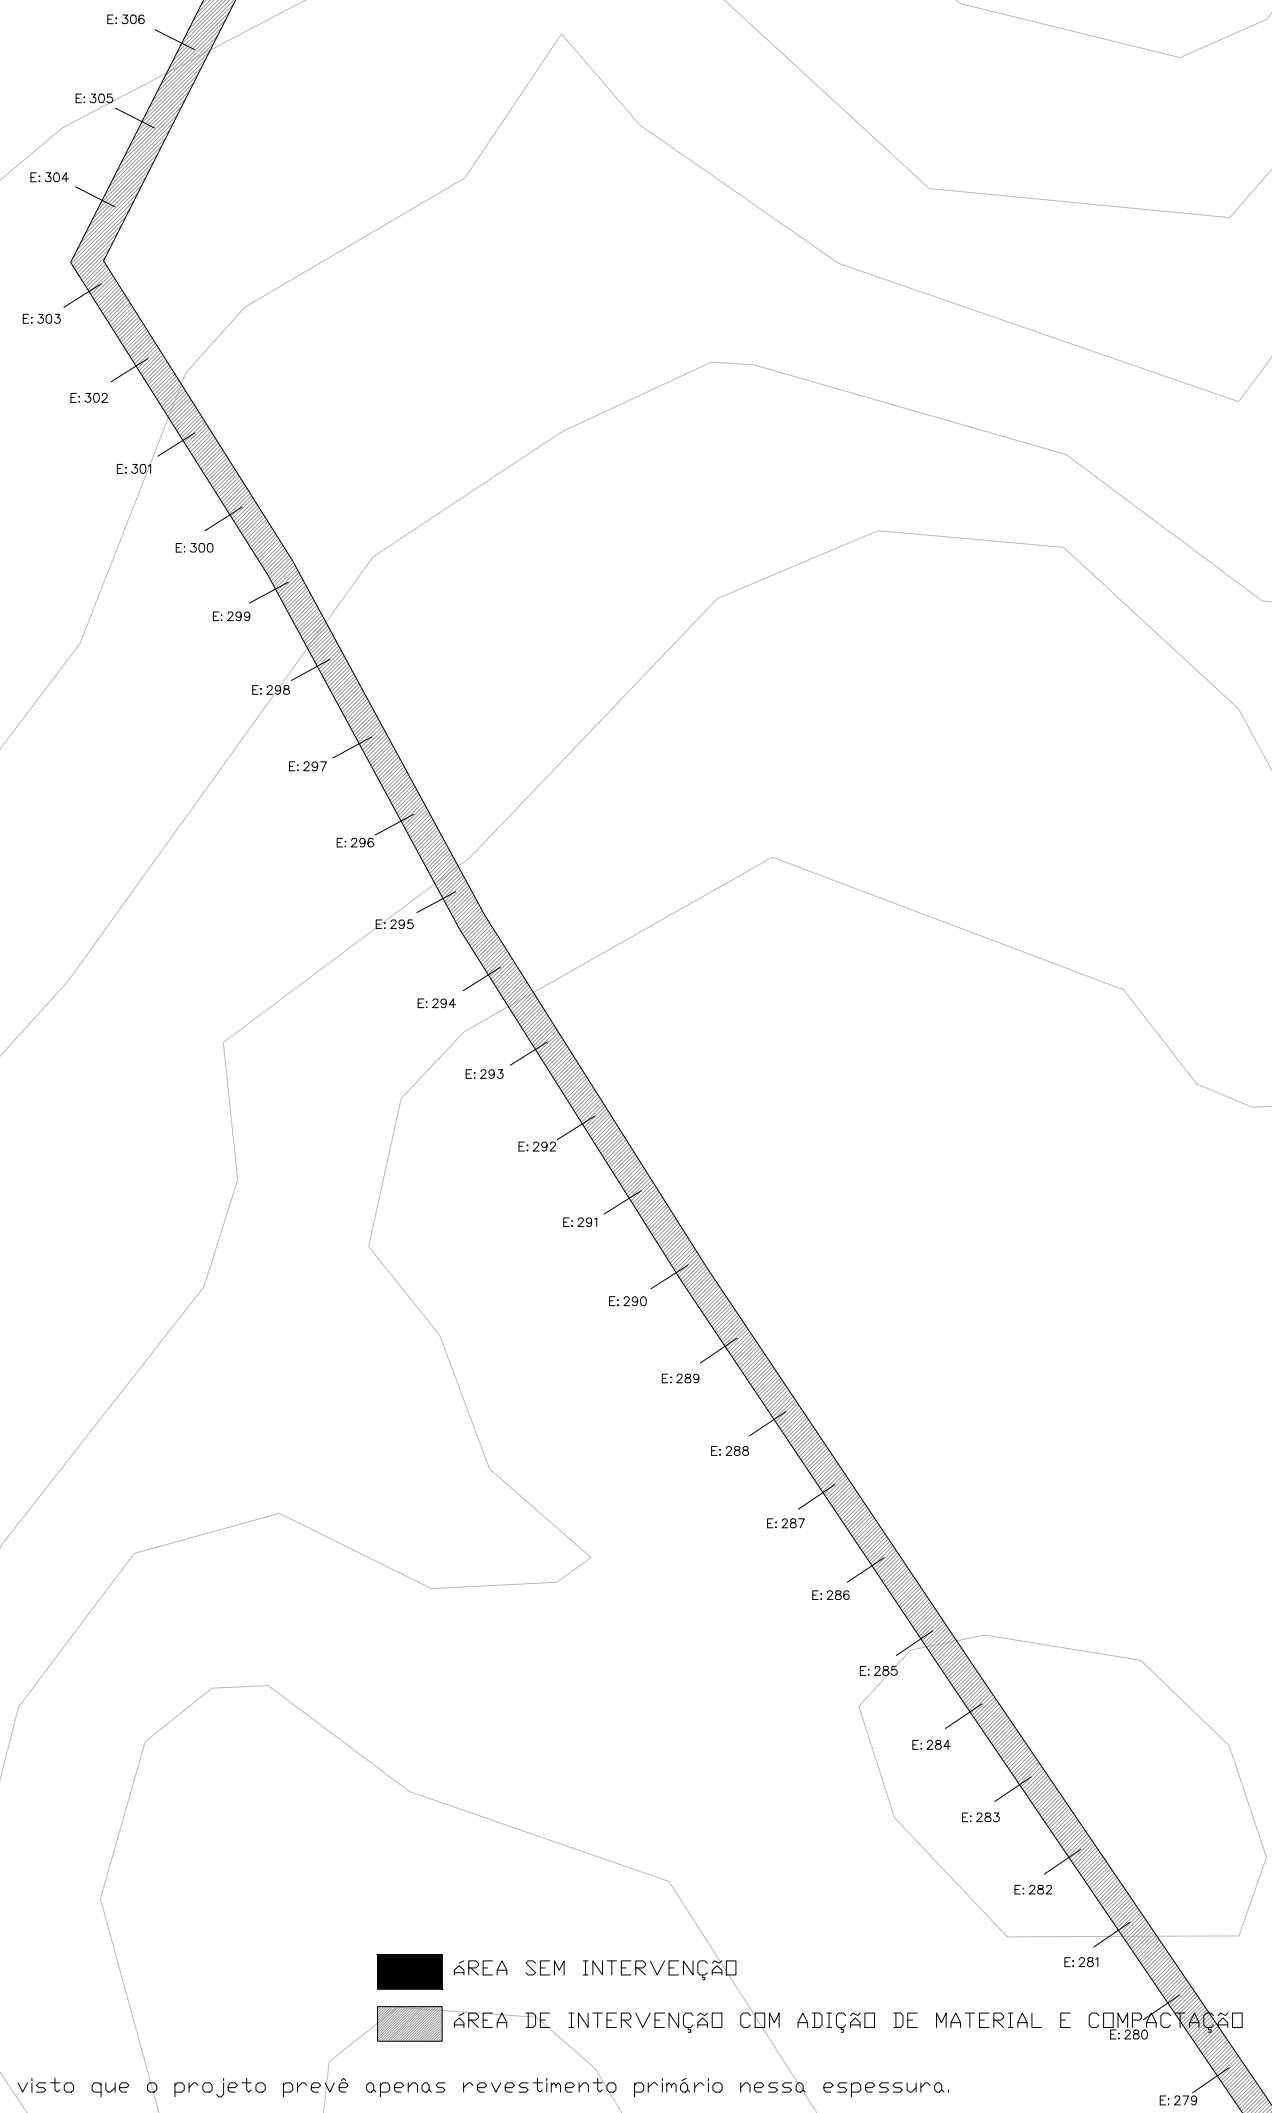 E:306
E:305
E:304
E:303
E:302
E:301
E:300
E:299
E:298
E:297
E:296
E:295
E:294
E:293
E:292
E:291
E:290
E:289
E:288
E:287
E:286
E:285
E:284
E:283
E:282
E:281
áREA SEM INTERVENÇãO
áREA DE INTERVENÇãO COM ADIÇãO DE MATERIAL E COMPACTAÇãO
E:280
visto que o projeto prevê apenas revestimento primário nessa espessura.
E:279